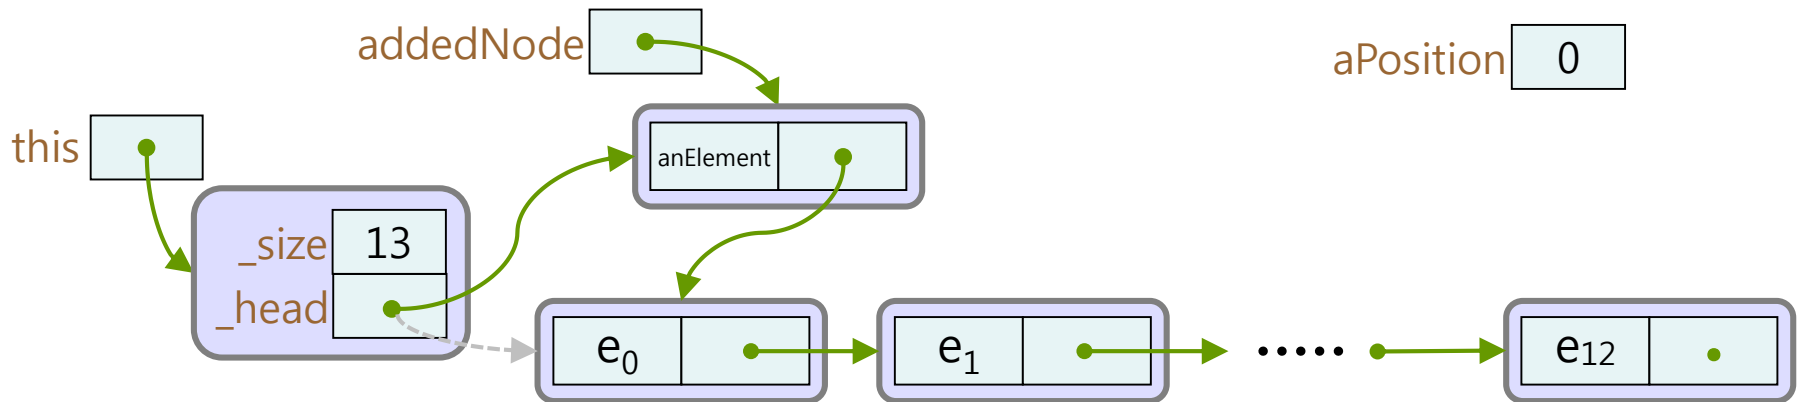 addedNode
aPosition 0
this
anElement
_size 13
_head
e₀
e₁
.....
e12